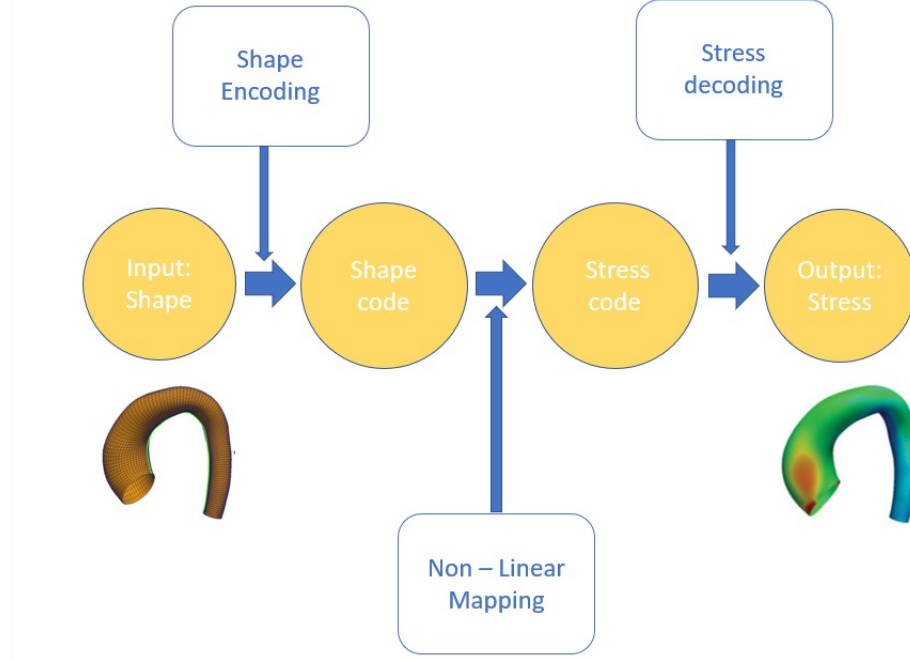 Shape
Encoding
Stress
decoding
Input:
Shape
Shape
code
Stress
code
Output:
Stress
Non – Linear
Mapping